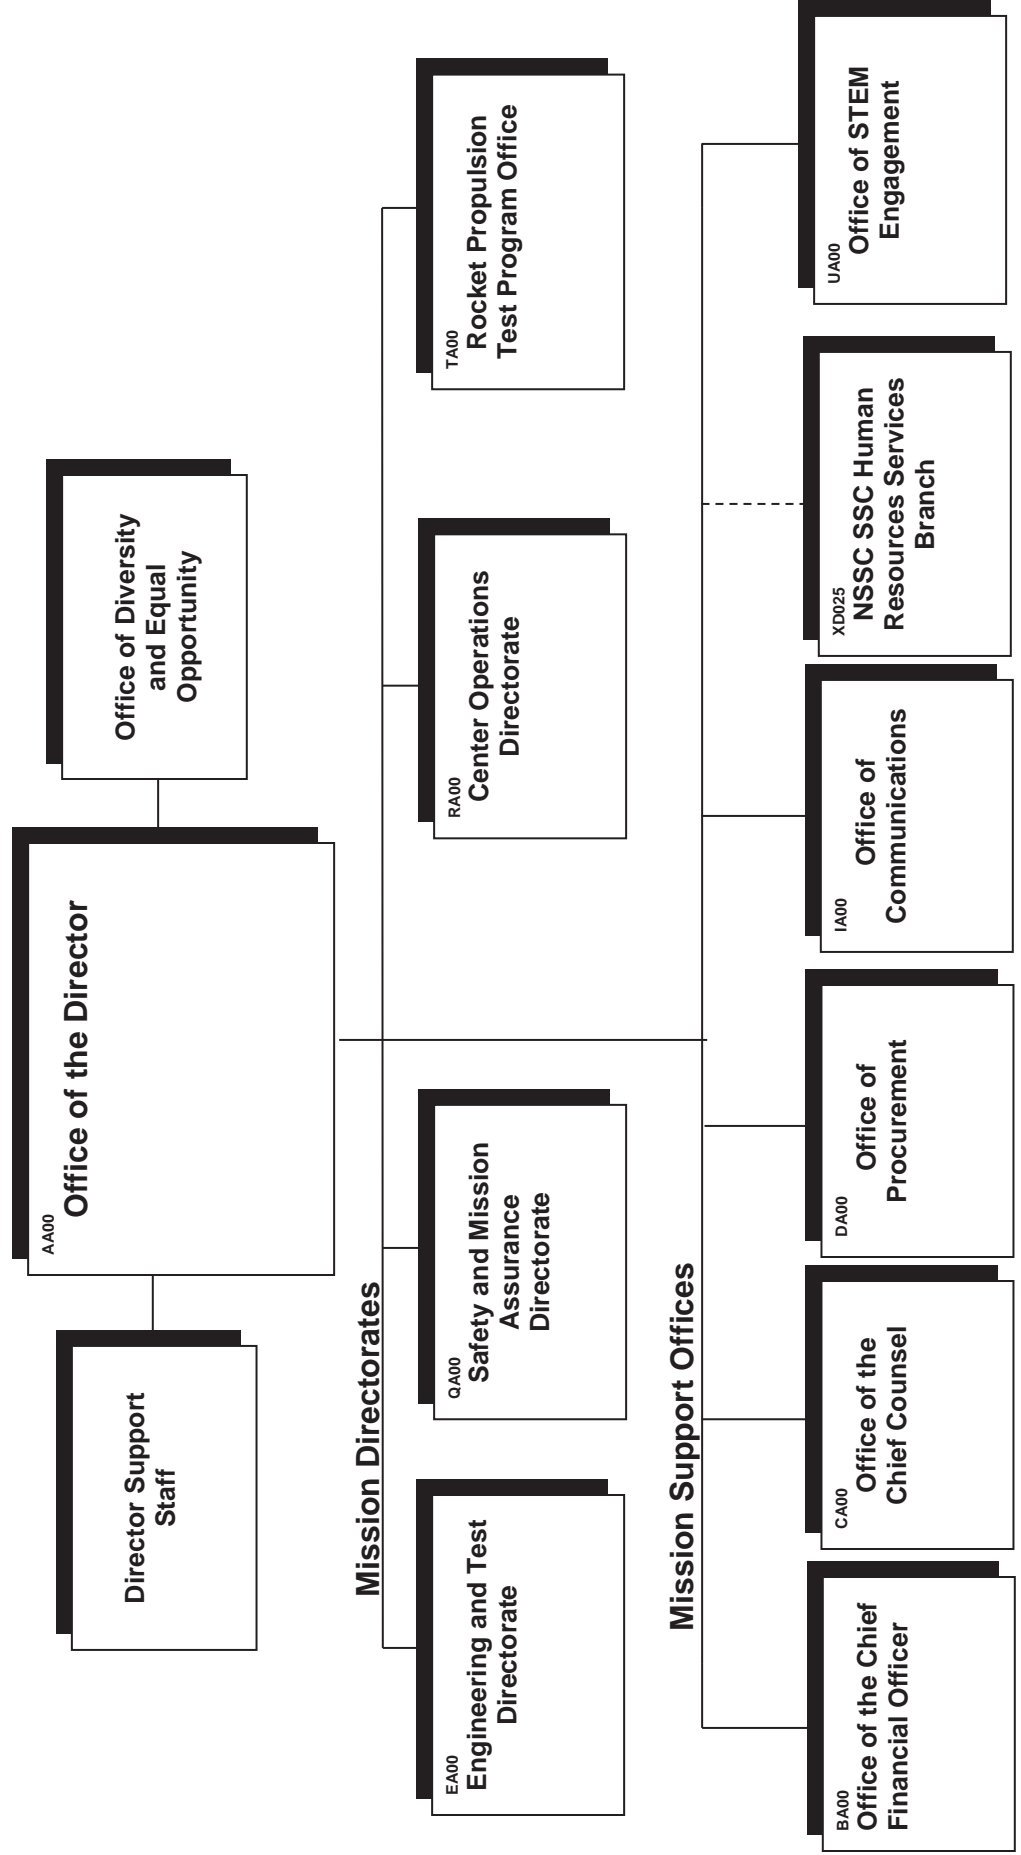 AA00
Office of the Director
Director Support
Staff
Office of Diversity
and Equal
Opportunity
Mission Directorates
EA00
Engineering and Test
Directorate
QA00
Safety and Mission
Assurance
Directorate
RA00
Center Operations
Directorate
TA00
Rocket Propulsion
Test Program Office
Mission Support Offices
BA00
Office of the Chief
Financial Officer
CA00
Office of the
Chief Counsel
DA00
Office of
Procurement
IA00
Office of
Communications
XD025
NSSC SSC Human
Resources Services
Branch
UA00
Office of STEM
Engagement